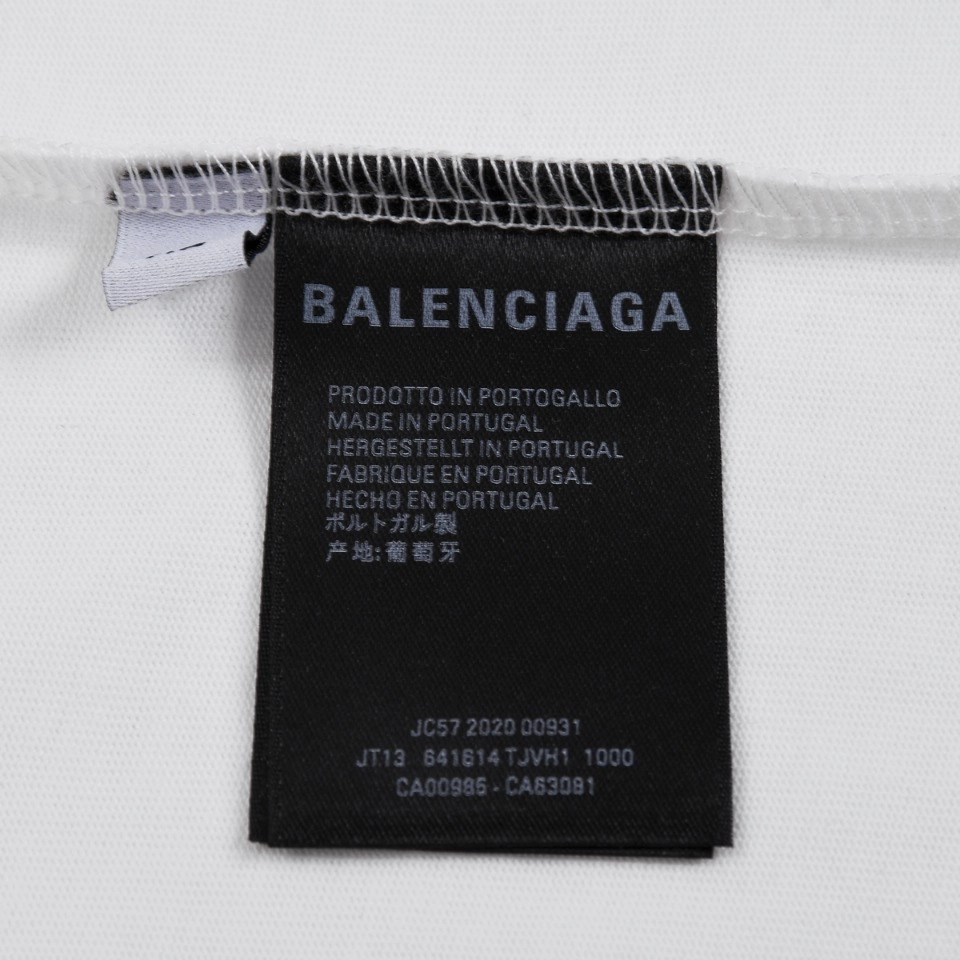 BALENCIAGA
PRODOTTO IN PORTOGALLO
MADE IN PORTUGAL
HERGESTELLT IN PORTUGAL
FABRIQUE EN PORTUGAL
HECHO EN PORTUGAL
ポルトガル製
产地:葡萄牙
JC57 2020 00931
JT13 641614 TJVH1 1000
CA00985 - CA63081